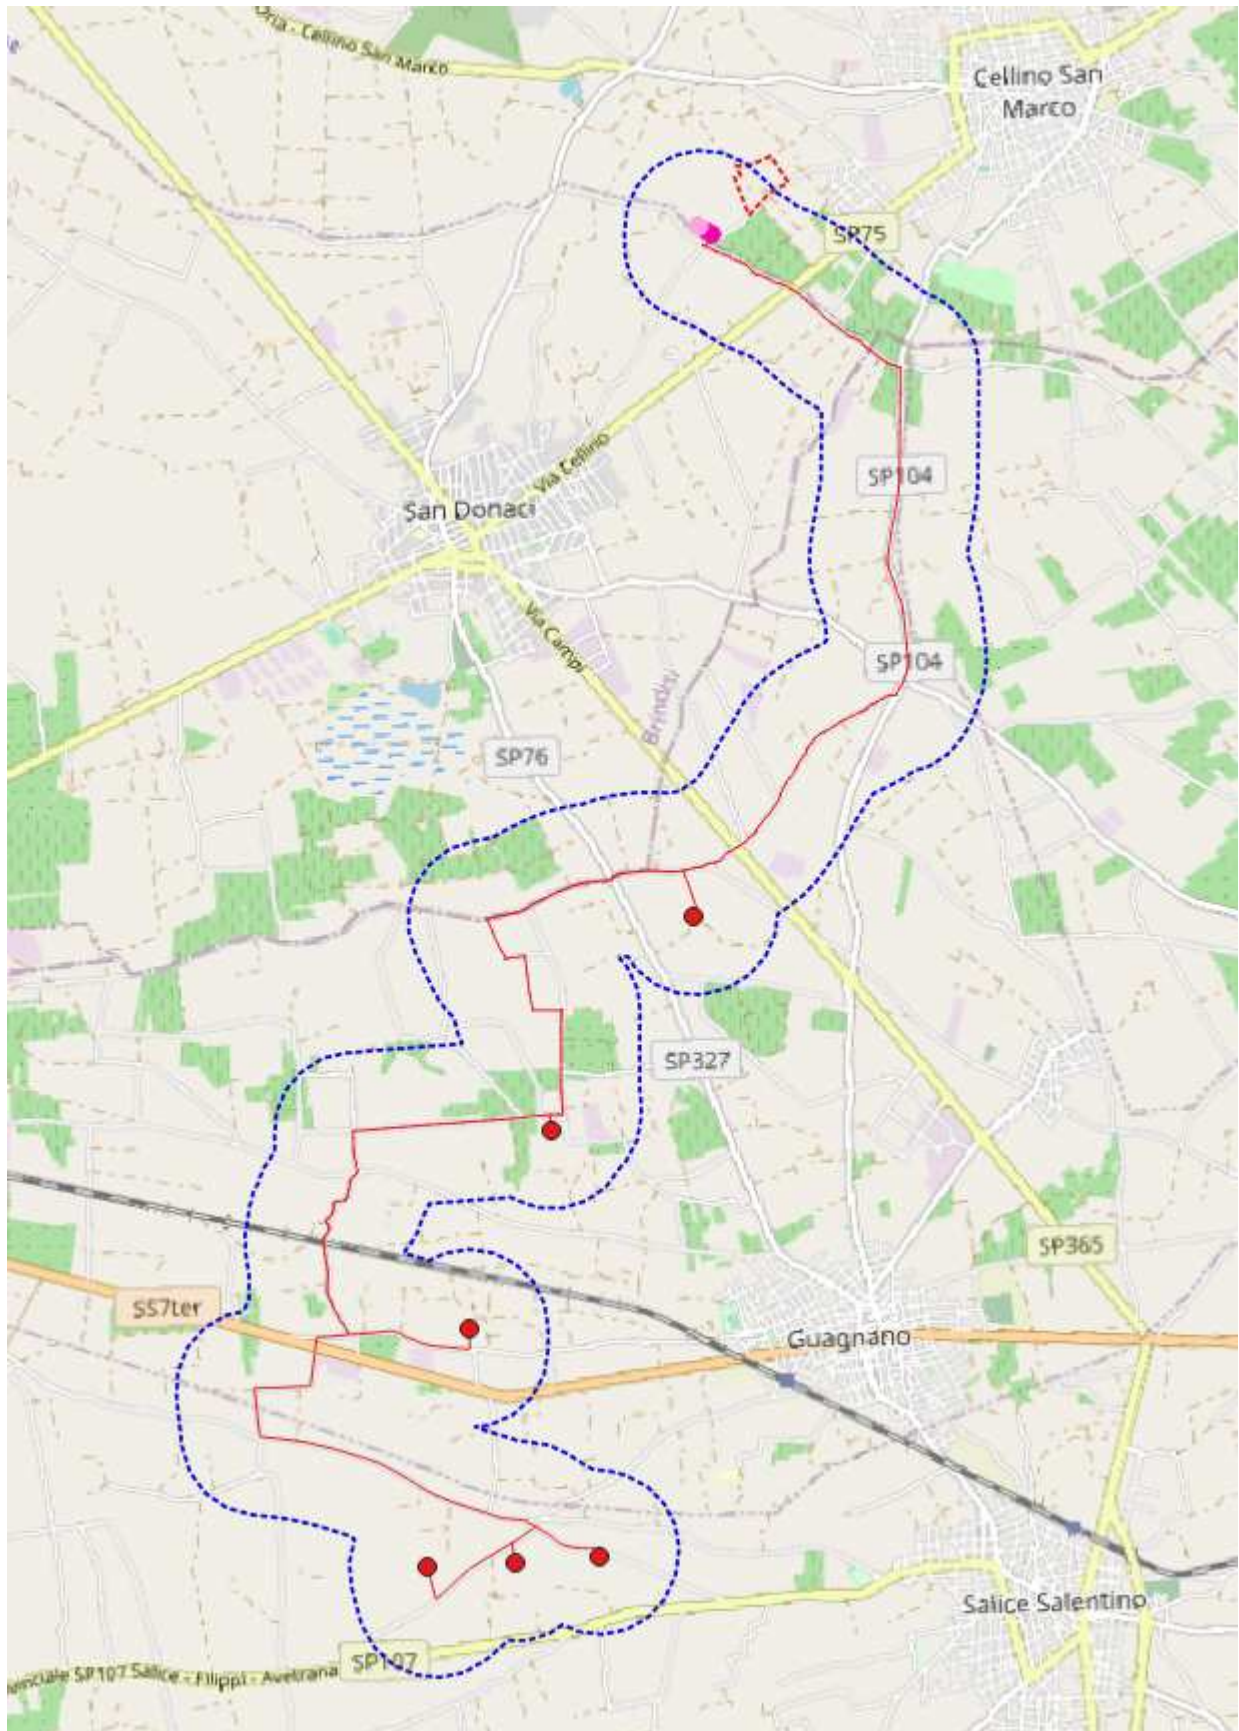 Oria - Cellino San Marco
Cellino San
Marco
SP75
Via Cellino
SP104
San Donaci
Via Campi
SP104
Brindisi
SP76
SP327
SP365
SS7ter
Guagnano
Salice Salentino
SP107
vinciale SP107 Salice - Filippi - Avetrana